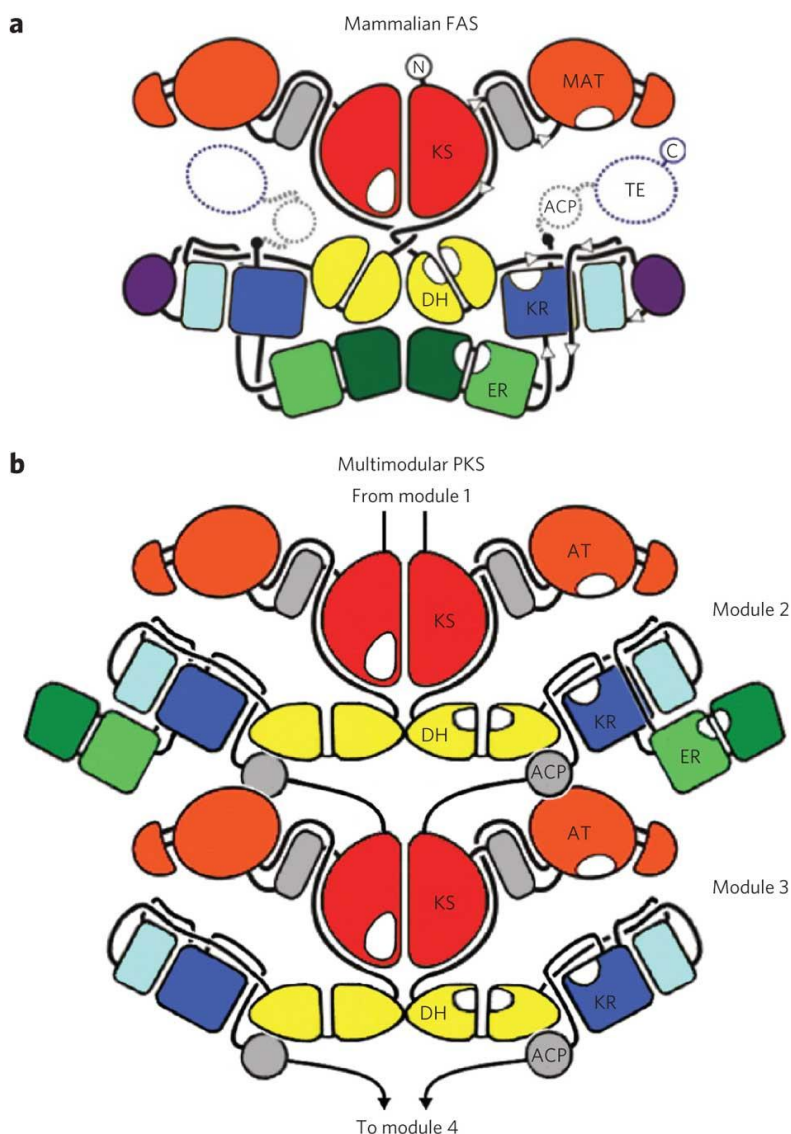 a
Mammalian FAS
N
MAT
KS
C
TE
ACP
DH
KR
ER
b
Multimodular PKS
From module 1
AT
KS
Module 2
DH
KR
ER
ACP
AT
KS
Module 3
KR
DH
ACP
To module 4